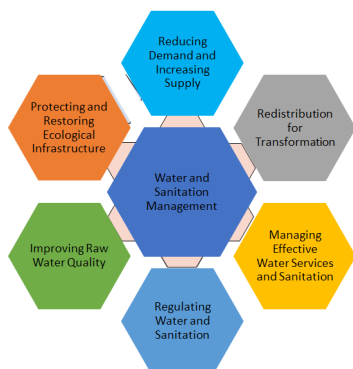 Reducing
Demand and
Increasing
Supply
Protecting and
Restoring
Ecological
Infrastructure
Redistribution
for
Transformation
Water and
Sanitation
Management
Improving Raw
Water Quality
Managing
Effective
Water Services
and Sanitation
Regulating
Water and
Sanitation